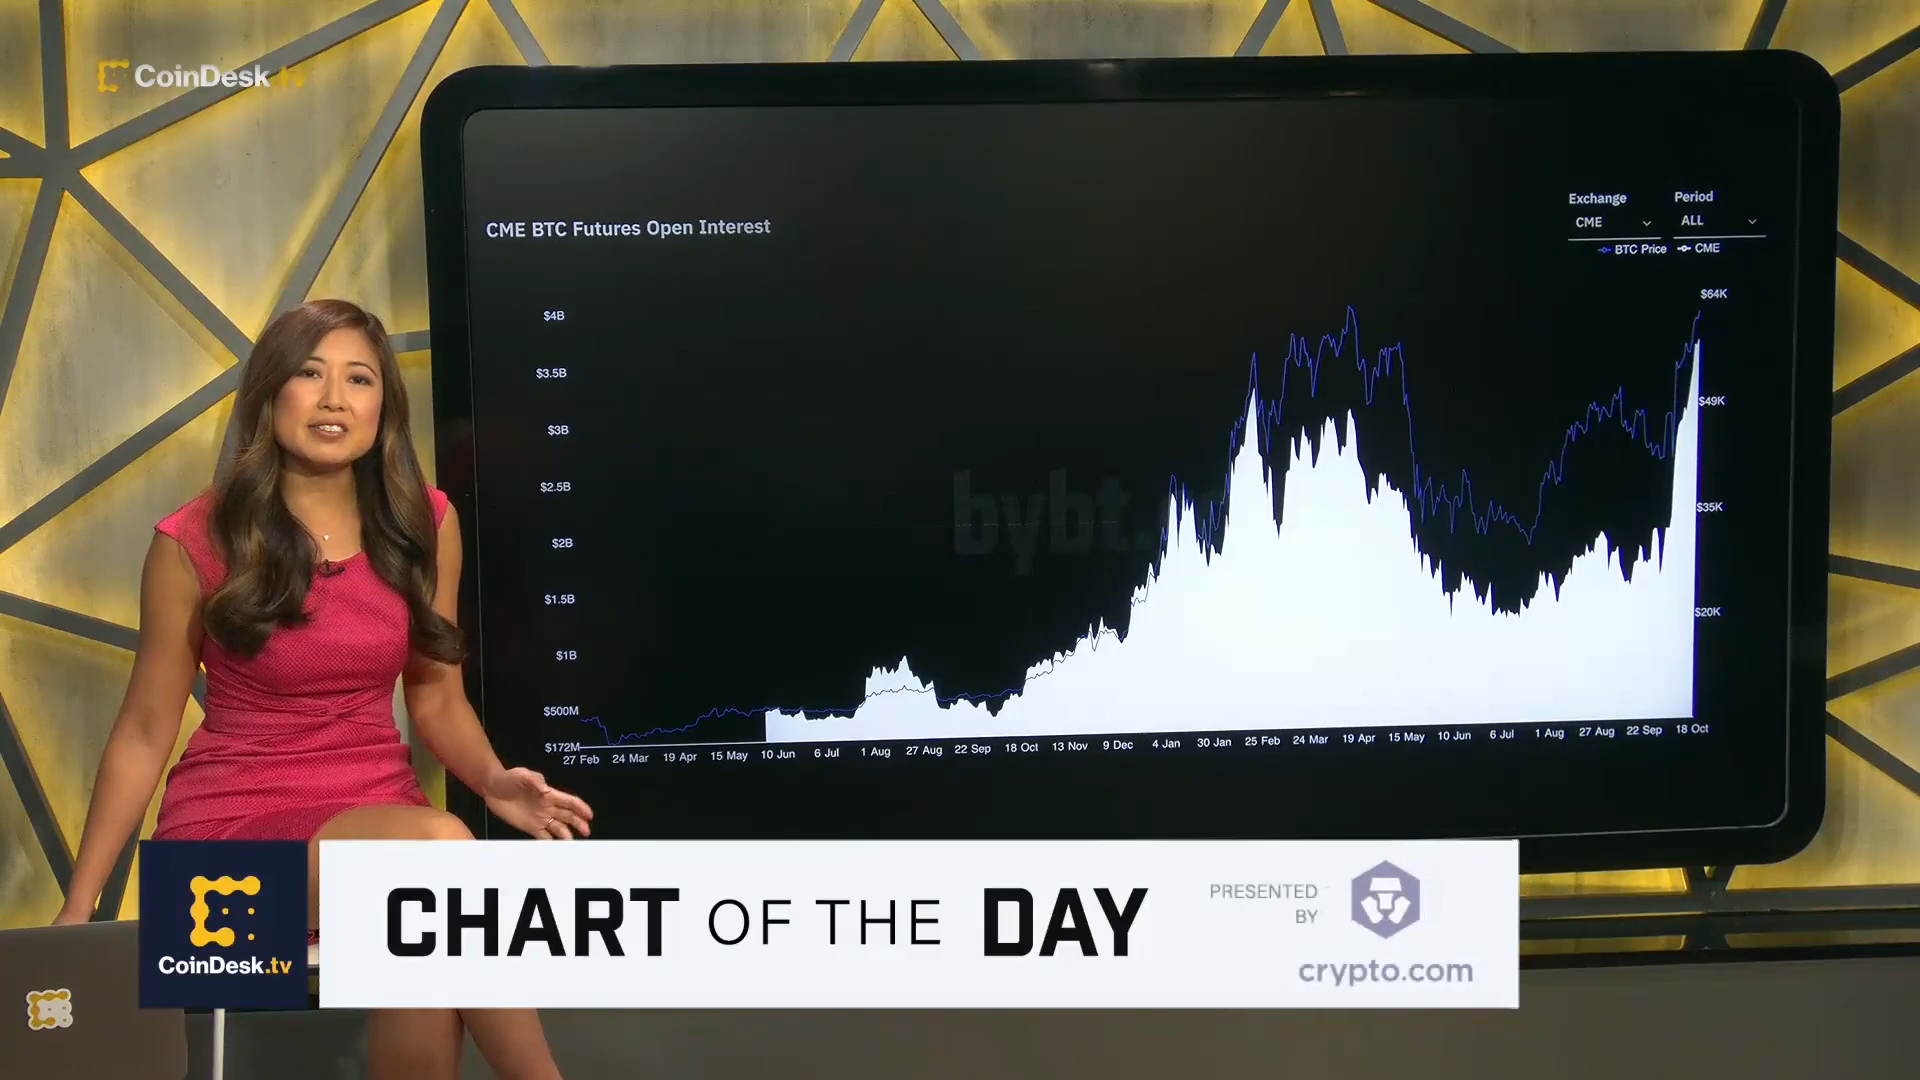 CoinDesk.tv
Exchange
Period
CME
ALL
CME BTC Futures Open Interest
BTC Price
CME
$64K
$4B
$3.5B
$49K
$3B
bybt.
$2.5B
$35K
$2B
$1.5B
$20K
$1B
$500M
$172M
27 Feb 24 Mar 19 Apr 15 May 10 Jun 6 Jul 1 Aug 27 Aug 22 Sep 18 Oct 13 Nov 9 Dec 4 Jan 30 Jan 25 Feb 24 Mar 19 Apr 15 May 10 Jun 6 Jul 1 Aug 27 Aug 22 Sep 18 Oct
CHART OF THE DAY
PRESENTED
BY
crypto.com
CoinDesk.tv